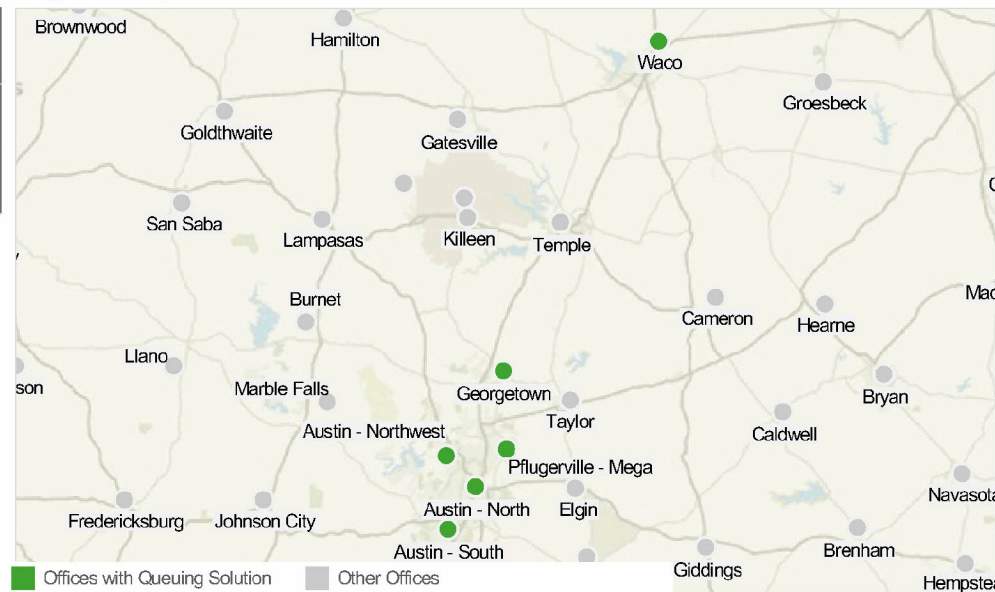 Brownwood
Hamilton
Waco
Groesbeck
Goldthwaite
Gatesville
San Saba
Lampasas
Killeen
Temple
Burnet
Cameron
Hearne
Llano
Marble Falls
Georgetown
Bryan
Taylor
Austin - Northwest
Caldwell
Pflugerville - Mega
Fredericksburg
Johnson City
Austin - North
Elgin
Navasota
Austin - South
Brenham
Giddings
Offices with Queuing Solution
Other Offices